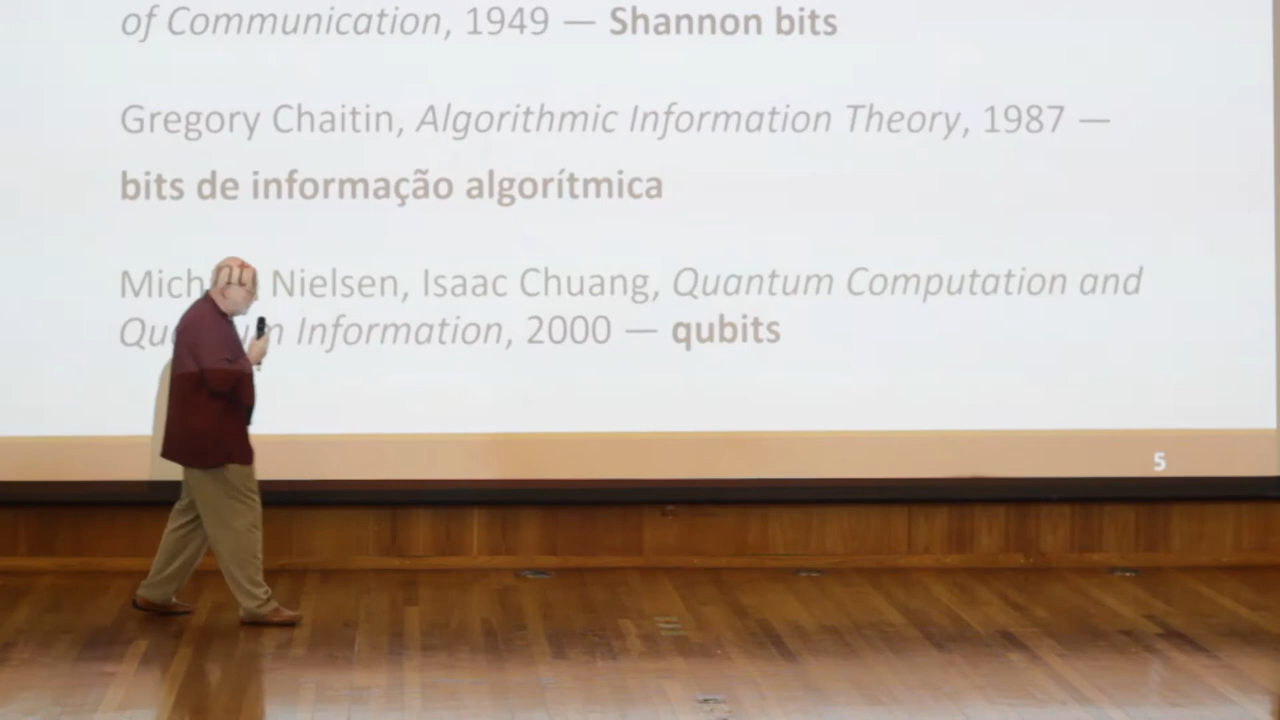 of Communication, 1949 — Shannon bits
Gregory Chaitin, Algorithmic Information Theory, 1987 —
bits de informação algorítmica
Nielsen, Isaac Chuang, Quantum Computation and
Information, 2000 — qubits
5